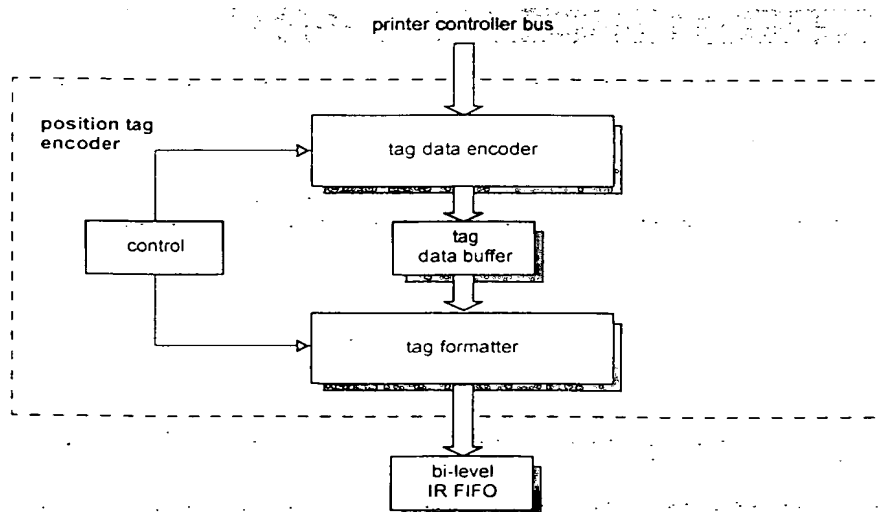 printer controller bus
position tag
encoder
tag data encoder
control
tag
data buffer
tag formatter
bi-level
IR FIFO